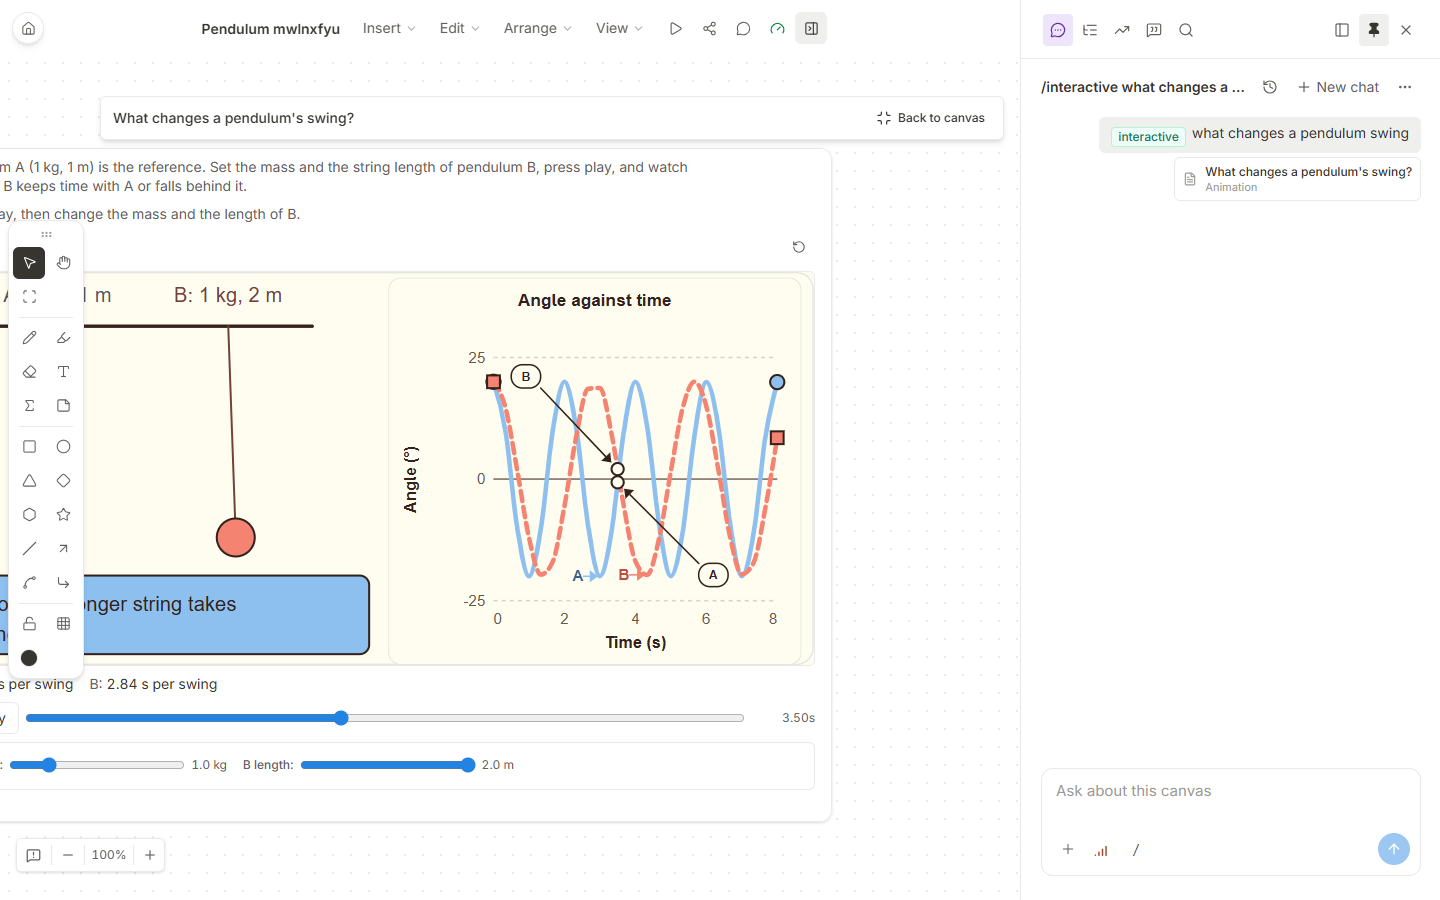 Pendulum mwlnxfyu
Insert
Edit
Arrange
View
What changes a pendulum's swing?
Back to canvas
m A (1 kg, 1 m) is the reference. Set the mass and the string length of pendulum B, press play, and watch
B keeps time with A or falls behind it.
ay, then change the mass and the length of B.
m
B: 1 kg, 2 m
Angle against time
25
0
-25
Angle (°)
B
A
A
B
0
2
4
6
8
Time (s)
onger string takes
s per swing
B: 2.84 s per swing
y
3.50s
:
1.0 kg
B length:
2.0 m
100%
/interactive what changes a ...
New chat
interactive what changes a pendulum swing
What changes a pendulum's swing?
Animation
Ask about this canvas
/